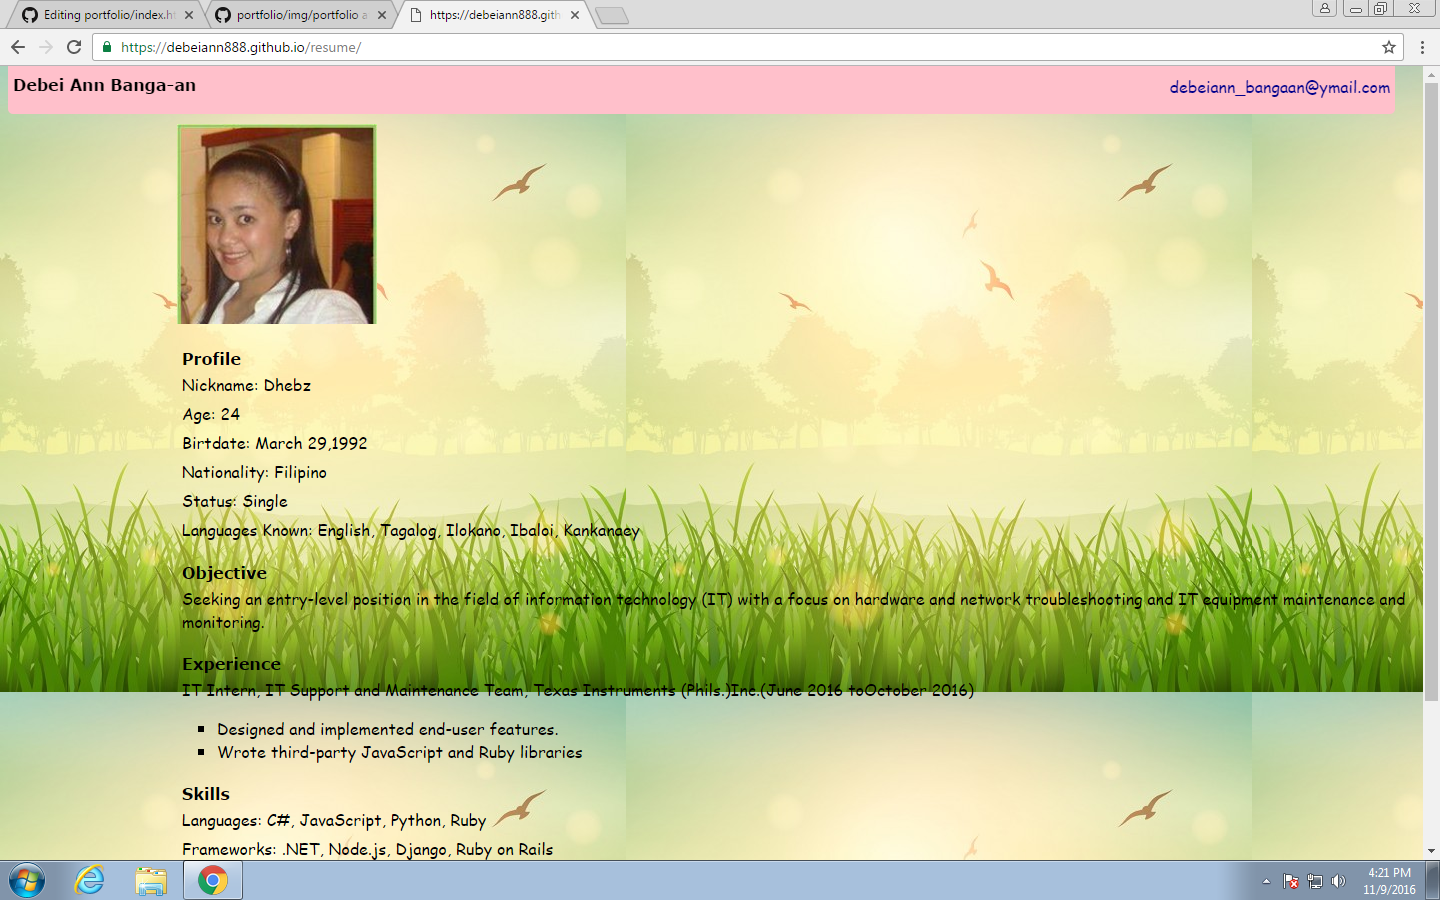 Editing portfolio/index.ht
portfolio/img/portfolio a
https://debeiann888.gith
https://debeiann888.github.io/resume/
Debei Ann Banga-an
debeiann_bangaan@ymail.com
Profile
Nickname: Dhebz
Age: 24
Birtdate: March 29,1992
Nationality: Filipino
Status: Single
Languages Known: English, Tagalog, Ilokano, Ibaloi, Kankanaey
Objective
Seeking an entry-level position in the field of information technology (IT) with a focus on hardware and network troubleshooting and IT equipment maintenance and
monitoring.
Experience
IT Intern, IT Support and Maintenance Team, Texas Instruments (Phils.)Inc.(June 2016 toOctober 2016)
Designed and implemented end-user features.
Wrote third-party JavaScript and Ruby libraries
Skills
Languages: C#, JavaScript, Python, Ruby
Frameworks: .NET, Node.js, Django, Ruby on Rails
4:21 PM
11/9/2016